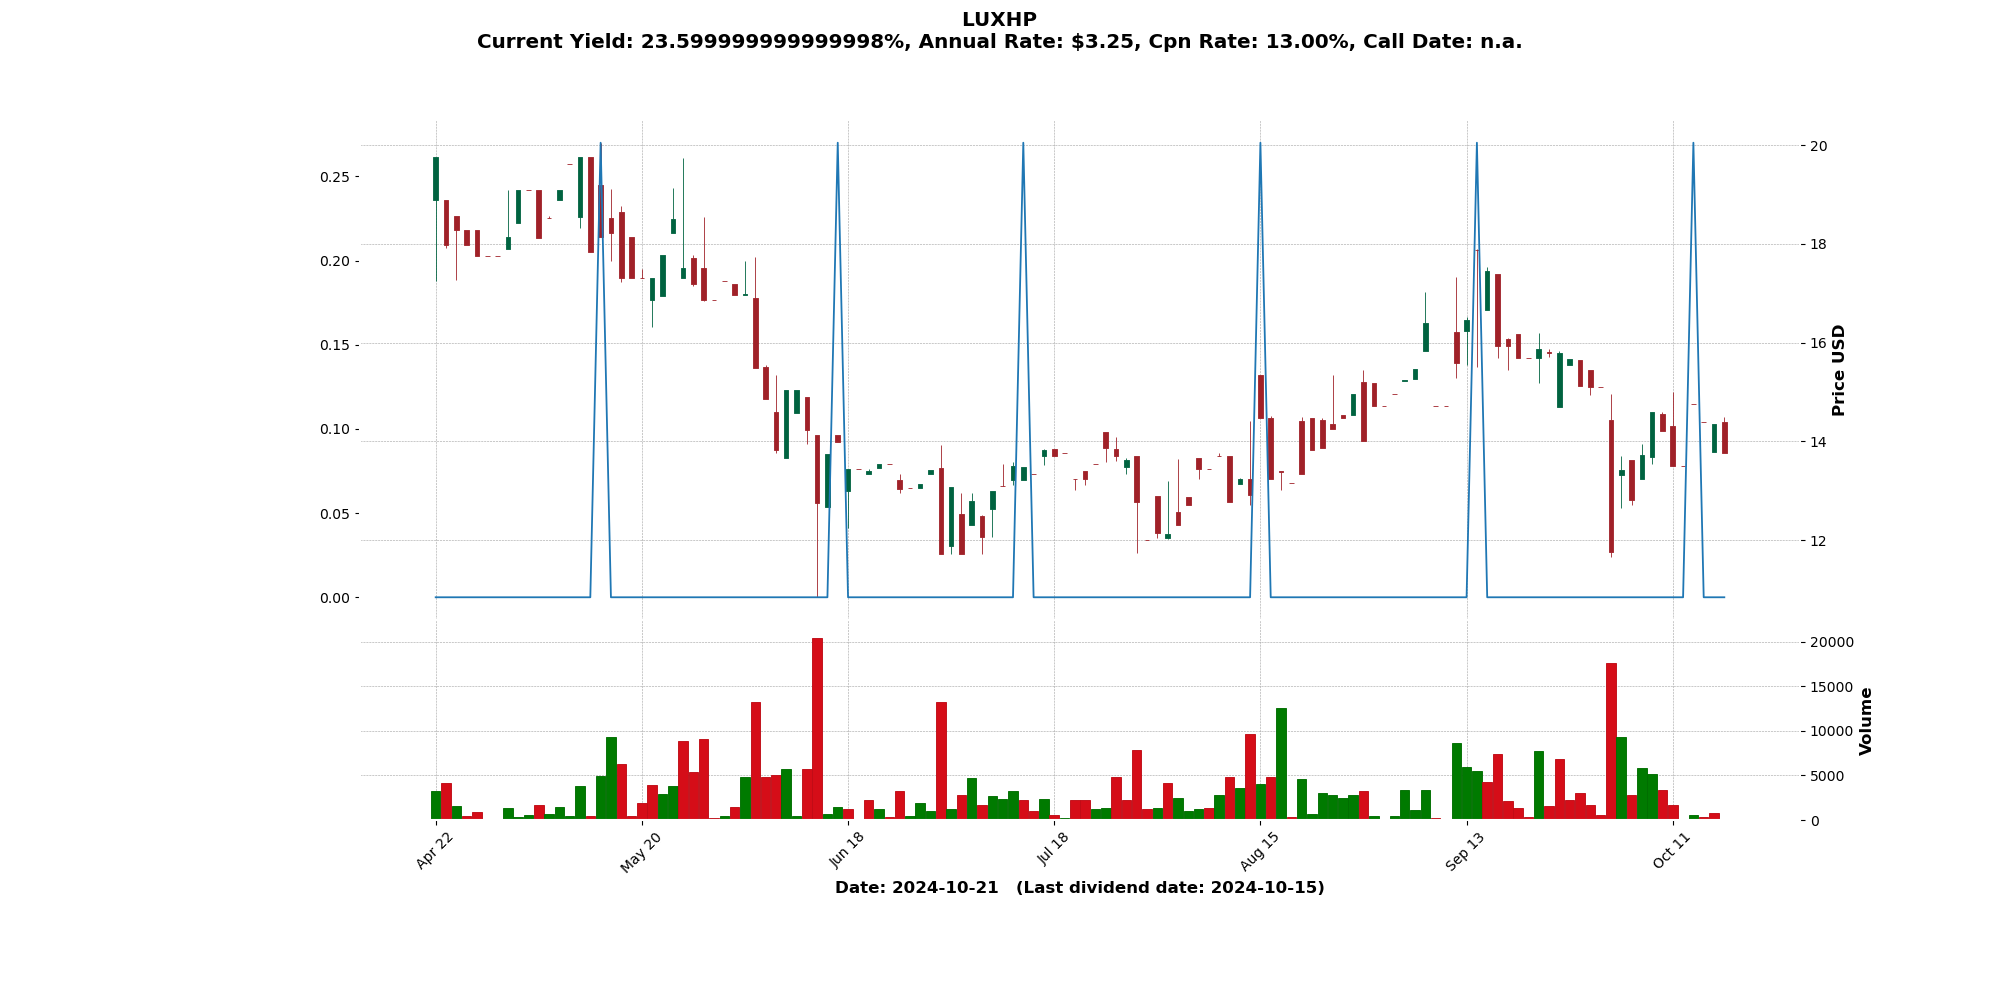 LUXHP
Current Yield: 23.599999999999998%, Annual Rate: $3.25, Cpn Rate: 13.00%, Call Date: n.a.
0.25
0.20
0.15
0.10
0.05
0.00
20
18
16
14
12
Price USD
20000
15000
10000
5000
0
Volume
Apr 22
May 20
Jun 18
Jul 18
Aug 15
Sep 13
Oct 11
Date: 2024-10-21 (Last dividend date: 2024-10-15)